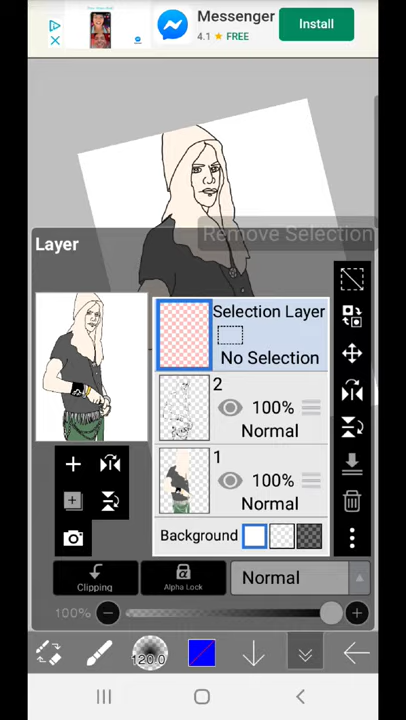 Messenger
4.1 ★ FREE
Install
Remove Selection
Layer
Selection Layer
No Selection
2
100%
Normal
1
100%
Normal
Background
Clipping
Alpha Lock
Normal
100%
120.0